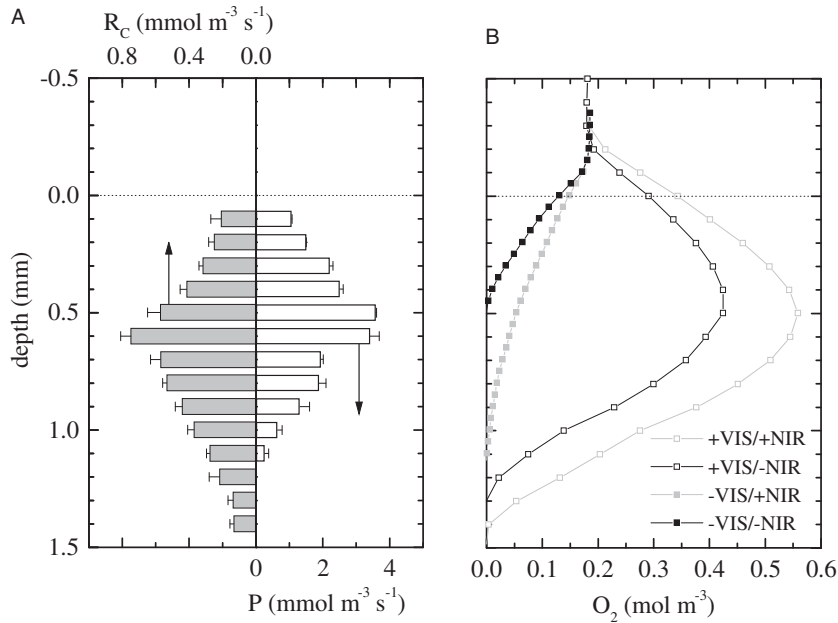 A
R_C (mmol m⁻³ s⁻¹)
0.8 0.4 0.0
-0.5
0.0
0.5
1.0
1.5
depth (mm)
0 2 4
P (mmol m⁻³ s⁻¹)
B
+VIS/+NIR
+VIS/-NIR
-VIS/+NIR
-VIS/-NIR
0.0 0.1 0.2 0.3 0.4 0.5 0.6
O₂ (mol m⁻³)